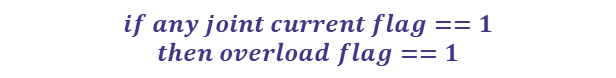 if any joint current flag == 1
then overload flag == 1